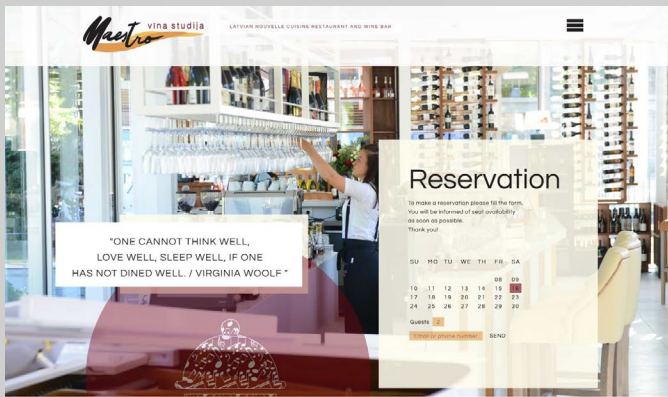 Maestro
vina studija
LATVIAN NOUVELLE CUISINE RESTAURANT AND WINE BAR
"ONE CANNOT THINK WELL,
LOVE WELL, SLEEP WELL, IF ONE
HAS NOT DINED WELL. / VIRGINIA WOOLF "
Reservation
To make a reservation please fill the form.
You will be informed of seat availability
as soon as possible.
Thank you!
SU MO TU WE TH FR SA
08 09
10 11 12 13 14 15 16
17 18 19 20 21 22 23
24 25 26 27 28 29 30
Guests 2
Email or phone number SEND